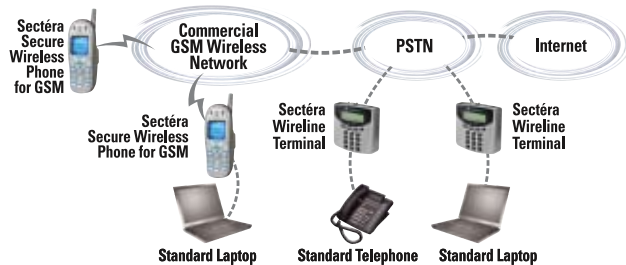 Sectéra
Secure
Wireless
Phone
for GSM
Commercial
GSM Wireless
Network
PSTN
Internet
Sectéra
Secure Wireless
Phone for GSM
Sectéra
Wireline
Terminal
Sectéra
Wireline
Terminal
Standard Laptop
Standard Telephone
Standard Laptop